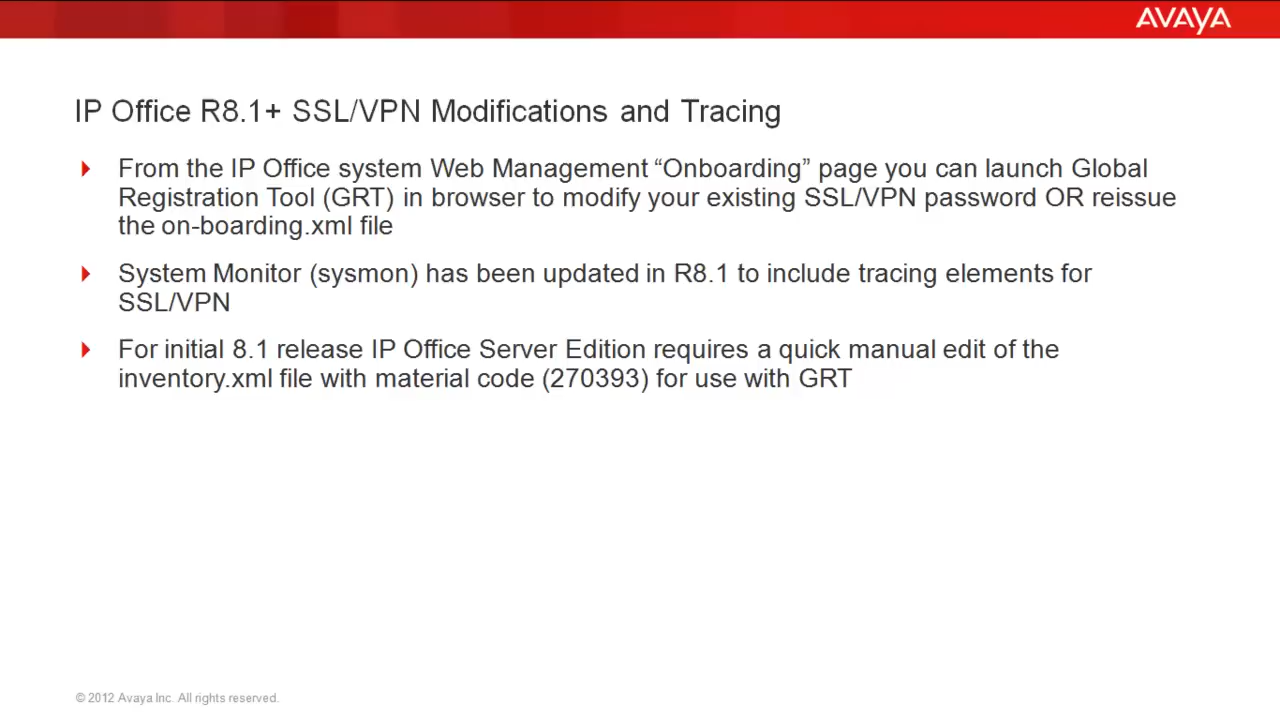 AVAYA
IP Office R8.1+ SSL/VPN Modifications and Tracing
From the IP Office system Web Management “Onboarding” page you can launch Global
Registration Tool (GRT) in browser to modify your existing SSL/VPN password OR reissue
the on-boarding.xml file
System Monitor (sysmon) has been updated in R8.1 to include tracing elements for
SSL/VPN
For initial 8.1 release IP Office Server Edition requires a quick manual edit of the
inventory.xml file with material code (270393) for use with GRT
© 2012 Avaya Inc. All rights reserved.